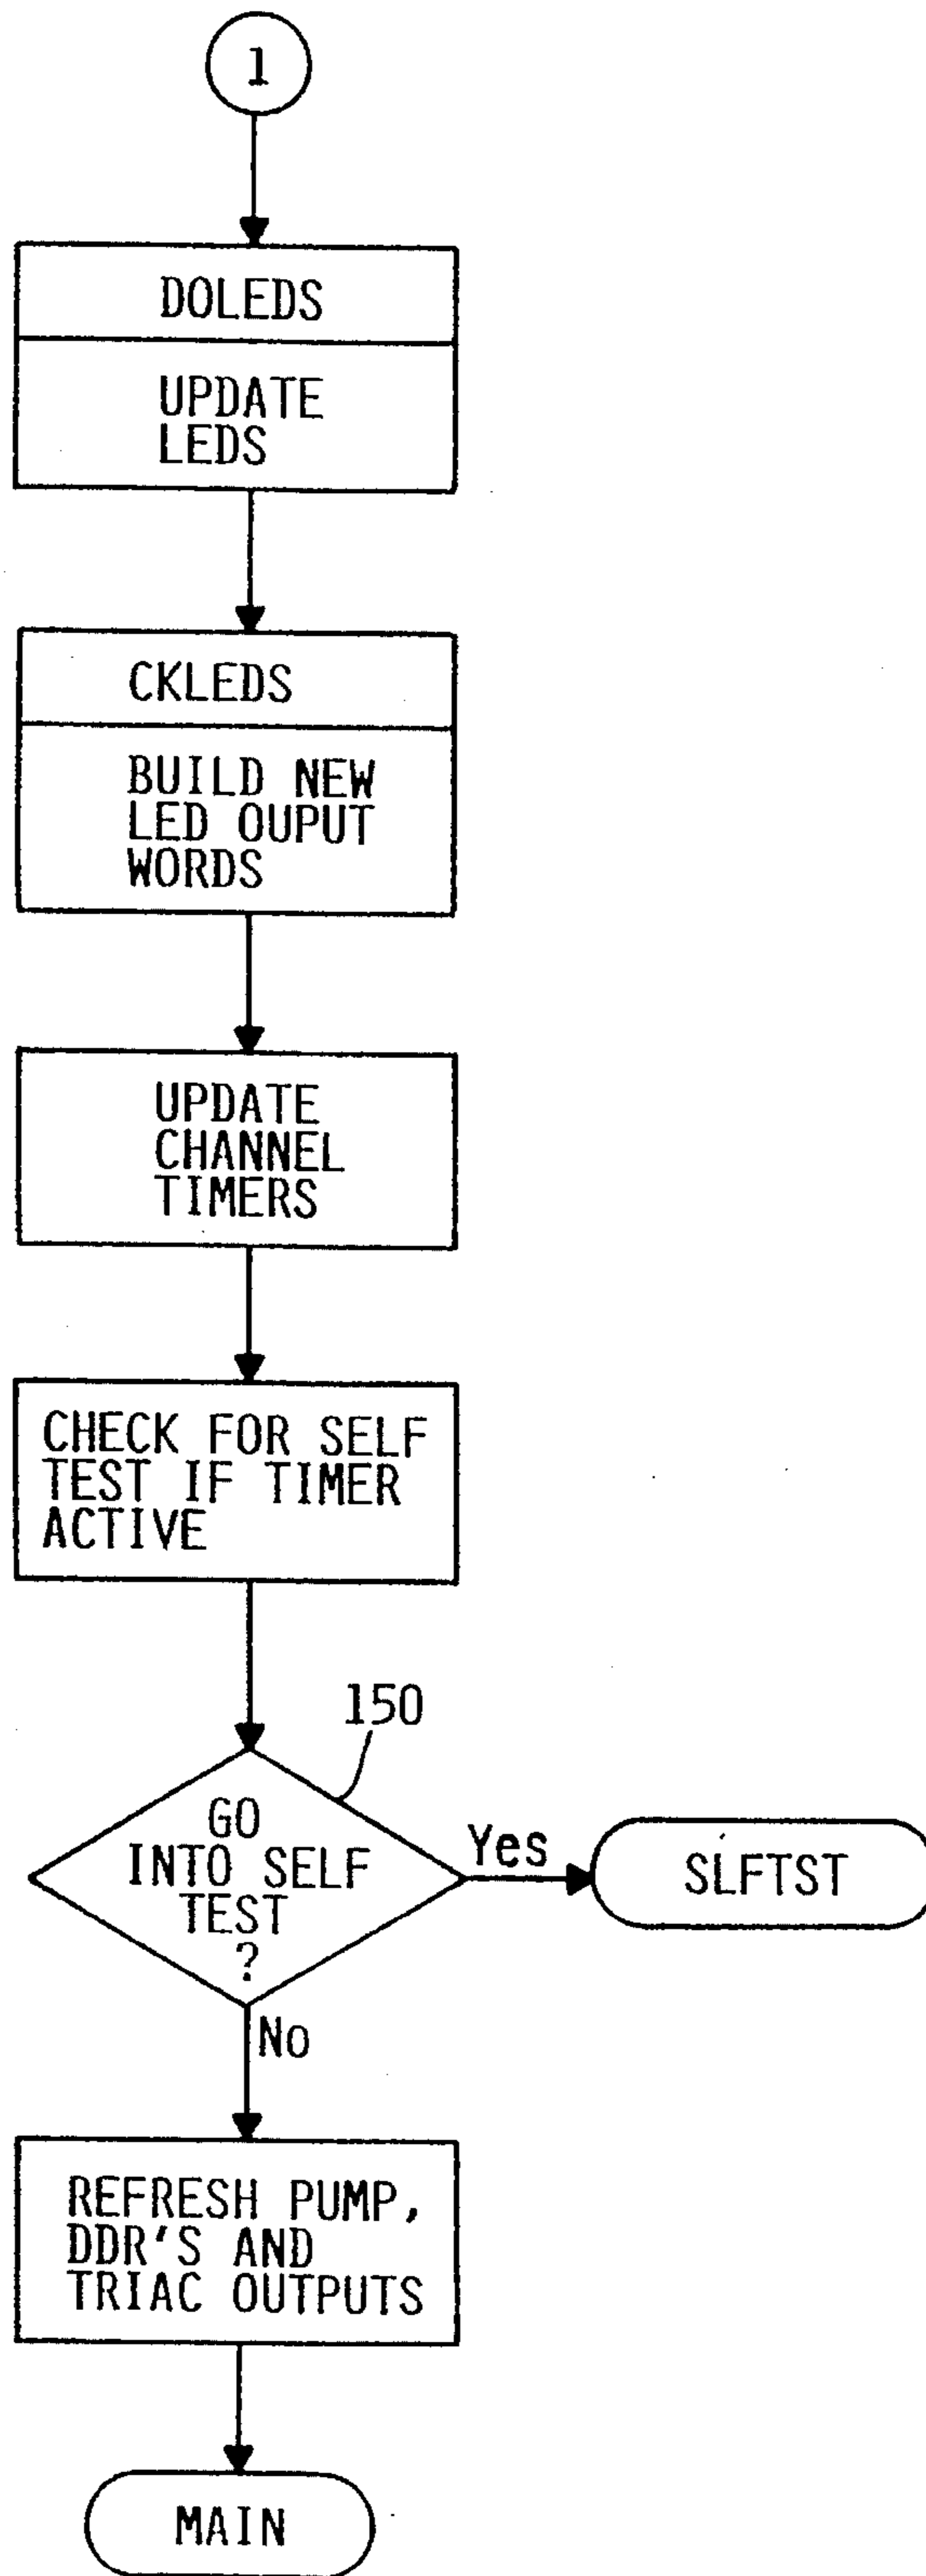 1
DOLEDS
UPDATE
LEDS
CKLEDS
BUILD NEW
LED OUPUT
WORDS
UPDATE
CHANNEL
TIMERS
CHECK FOR SELF
TEST IF TIMER
ACTIVE
150
GO
INTO SELF
TEST
?
Yes
SLFTST
No
REFRESH PUMP,
DDR'S AND
TRIAC OUTPUTS
MAIN